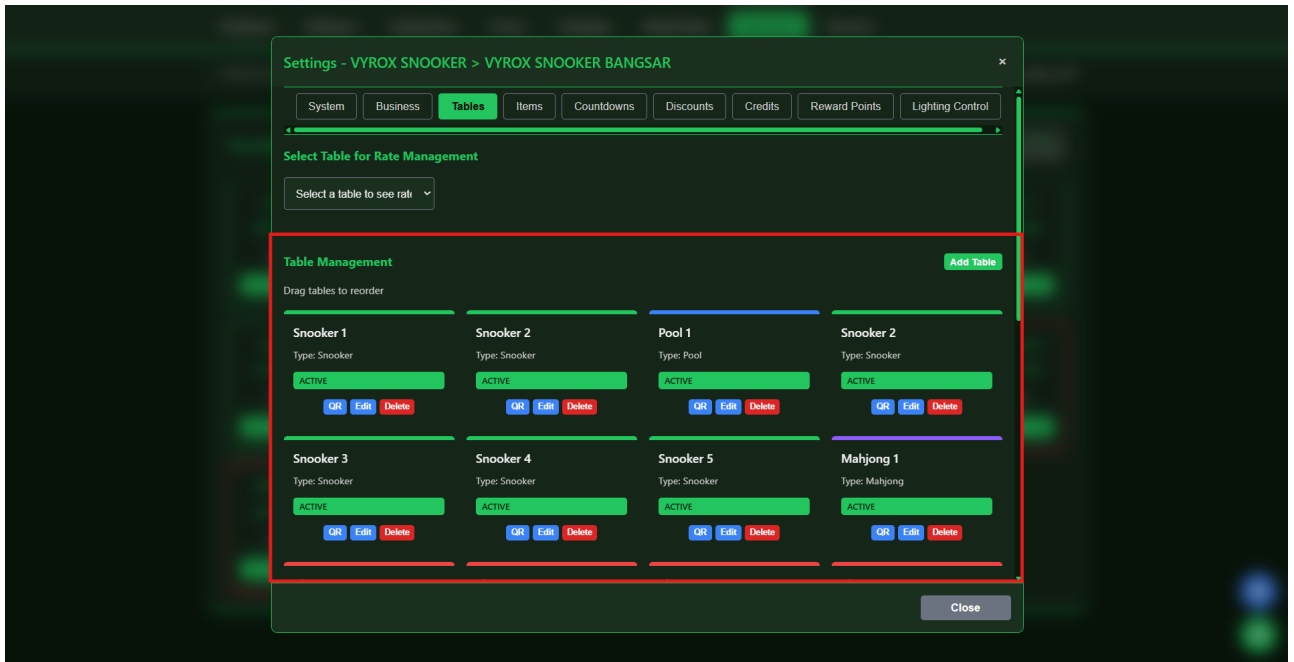 Settings - VYROX SNOOKER > VYROX SNOOKER BANGSAR ×
System Business Tables Items Countdowns Discounts Credits Reward Points Lighting Control
Select Table for Rate Management
Select a table to see rate
Table Management Add Table
Drag tables to reorder
Snooker 1 Snooker 2 Pool 1 Snooker 2
Type: Snooker Type: Snooker Type: Pool Type: Snooker
ACTIVE ACTIVE ACTIVE ACTIVE
QR Edit Delete QR Edit Delete QR Edit Delete QR Edit Delete
Snooker 3 Snooker 4 Snooker 5 Mahjong 1
Type: Snooker Type: Snooker Type: Snooker Type: Mahjong
ACTIVE ACTIVE ACTIVE ACTIVE
QR Edit Delete QR Edit Delete QR Edit Delete QR Edit Delete
Close